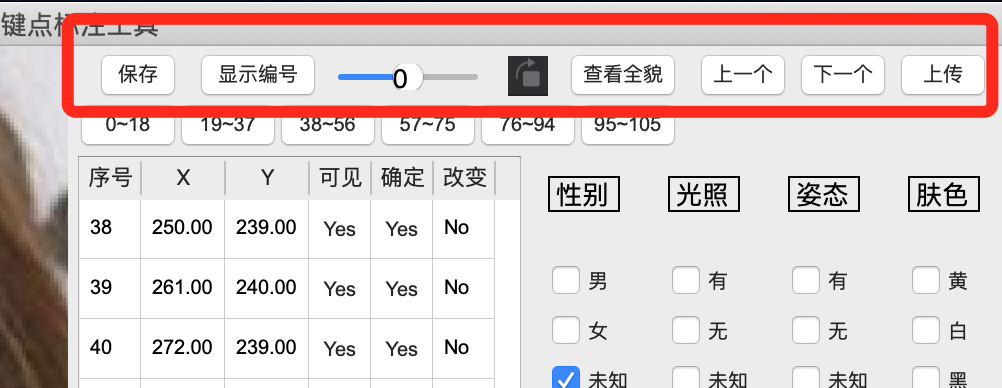 键点标注工具
保存 显示编号 0 查看全貌 上一个 下一个 上传
0~18 19~37 38~56 57~75 76~94 95~105
序号 X Y 可见 确定 改变
性别 光照 姿态 肤色
38 250.00 239.00 Yes Yes No
39 261.00 240.00 Yes Yes No
男 有 有 黄
女 无 无 白
40 272.00 239.00 Yes Yes No
未知 未知 未知 黑